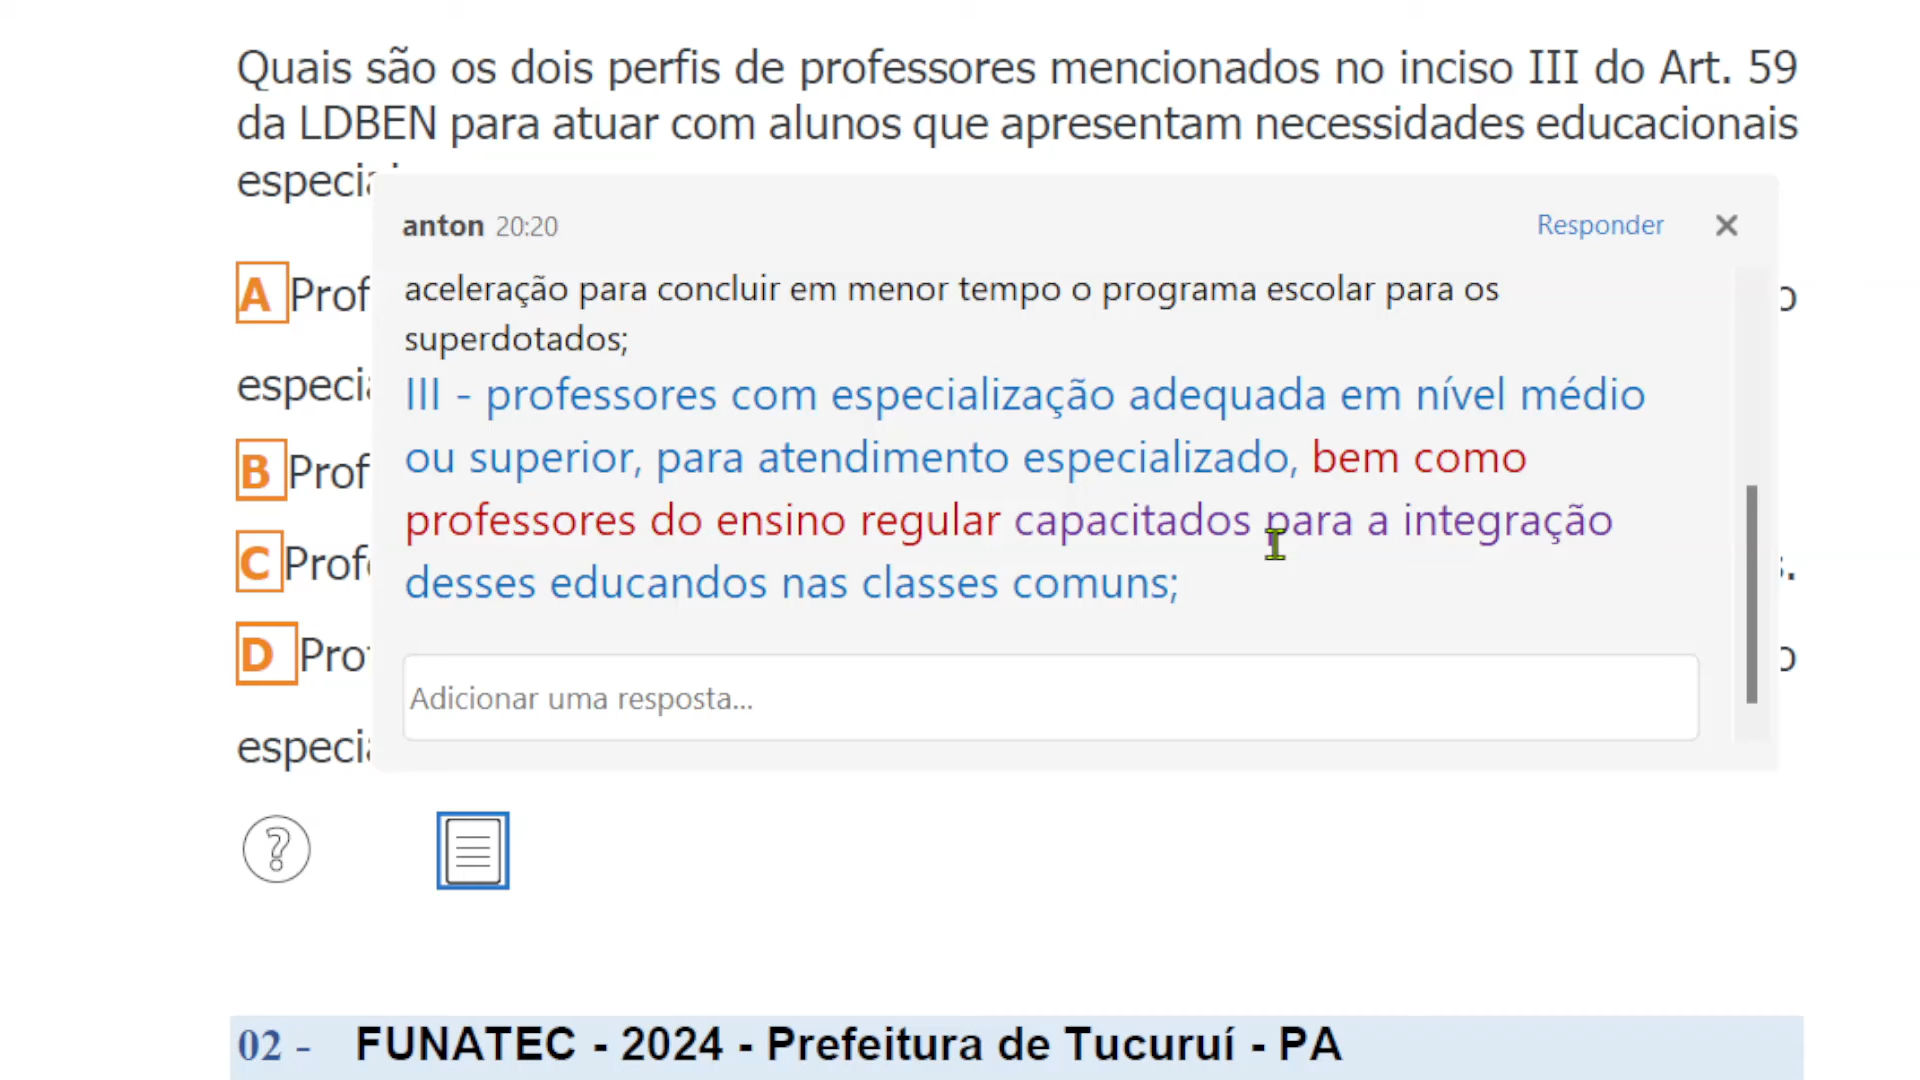 Quais são os dois perfis de professores mencionados no inciso III do Art. 59
da LDBEN para atuar com alunos que apresentam necessidades educacionais
anton 20:20 Responder
aceleração para concluir em menor tempo o programa escolar para os
superdotados;
III - professores com especialização adequada em nível médio
ou superior, para atendimento especializado, bem como
professores do ensino regular capacitados para a integração
desses educandos nas classes comuns;
Adicionar uma resposta...
A
B
C
D
02 - FUNATEC - 2024 - Prefeitura de Tucuruí - PA